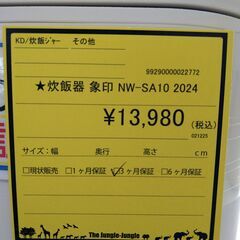 KD/炊飯ジャー その他
99290000022772
★炊飯器 象印 NW-SA10 2024
¥13,980(税込)
021225
サイズ:幅 奥行 高さ cm
□現状販売 □1ヶ月保証 ☑3ヶ月保証 □6ヶ月保証
The Jungle-Jungle